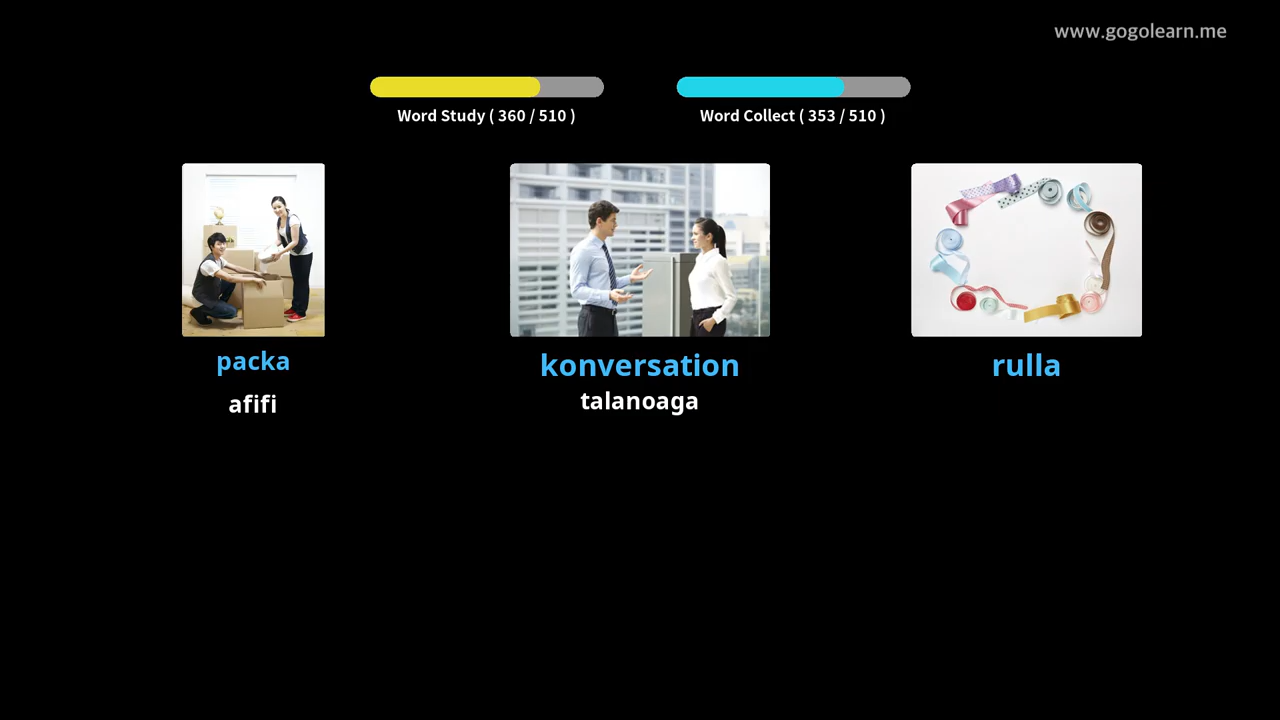 www.gogolearn.me
Word Study ( 360 / 510 )
Word Collect ( 353 / 510 )
packa
afifi
konversation
talanoaga
rulla